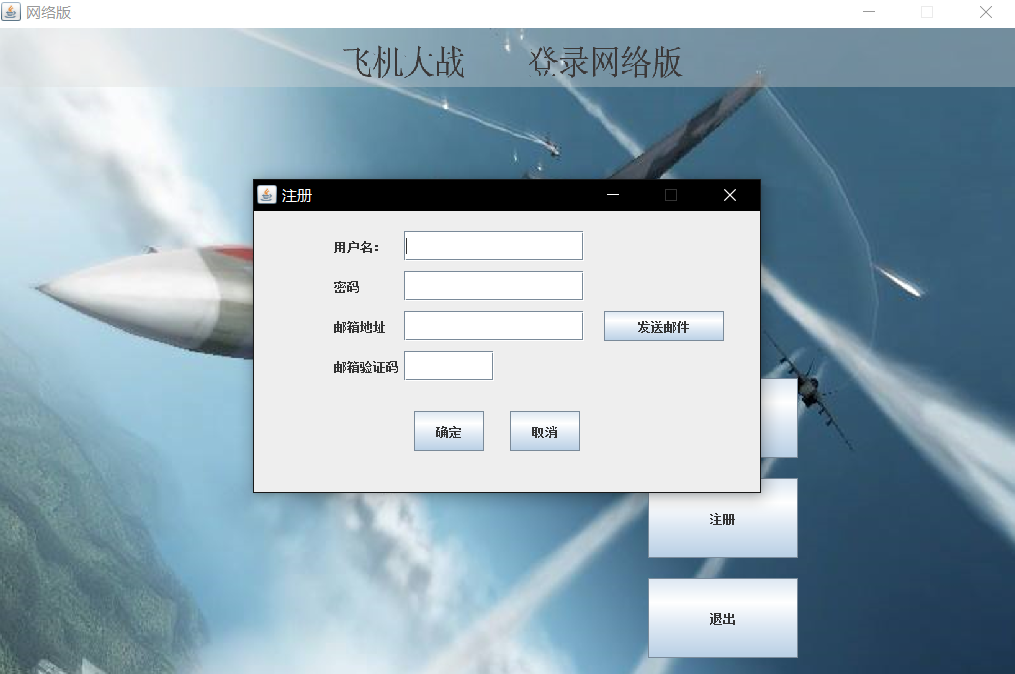 网络版
飞机大战 登录网络版
注册
用户名：
密码
邮箱地址 发送邮件
邮箱验证码
确定 取消
注册
退出